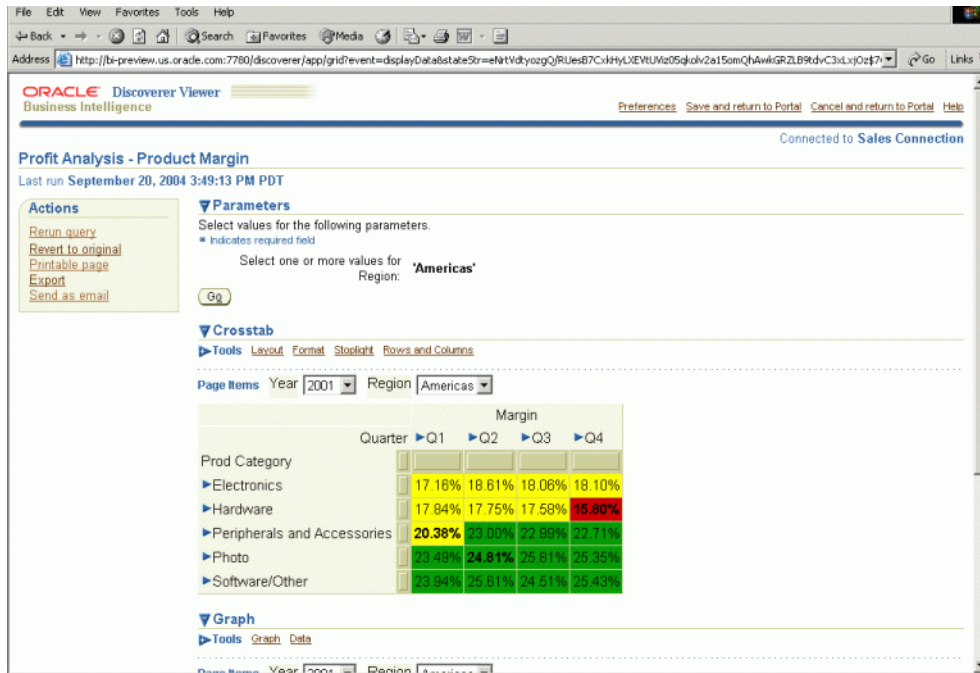 File Edit View Favorites Tools Help
Back Search Favorites Media
Address http://bi-preview.us.oracle.com:7780/discoverer/app/grid?event=displayData&stateStr= Go Links
ORACLE Discoverer Viewer
Business Intelligence
Preferences Save and return to Portal Cancel and return to Portal Help
Connected to Sales Connection
Profit Analysis - Product Margin
Last run September 20, 2004 3:49:13 PM PDT
Actions
Rerun query
Revert to original
Printable page
Export
Send as email
Parameters
Select values for the following parameters.
* Indicates required field
Select one or more values for
Region:
'Americas'
Go
Crosstab
Tools Layout Format Stoplight Rows and Columns
Page Items Year 2001 Region Americas
Margin
Quarter Q1 Q2 Q3 Q4
Prod Category
Electronics 17.16% 18.61% 18.06% 18.10%
Hardware 17.84% 17.75% 17.58% 15.80%
Peripherals and Accessories 20.38% 23.00% 22.99% 22.71%
Photo 23.49% 24.81% 25.81% 25.35%
Software/Other 23.94% 25.61% 24.51% 25.43%
Graph
Tools Graph Data
Page Items Year 2001 Region Americas